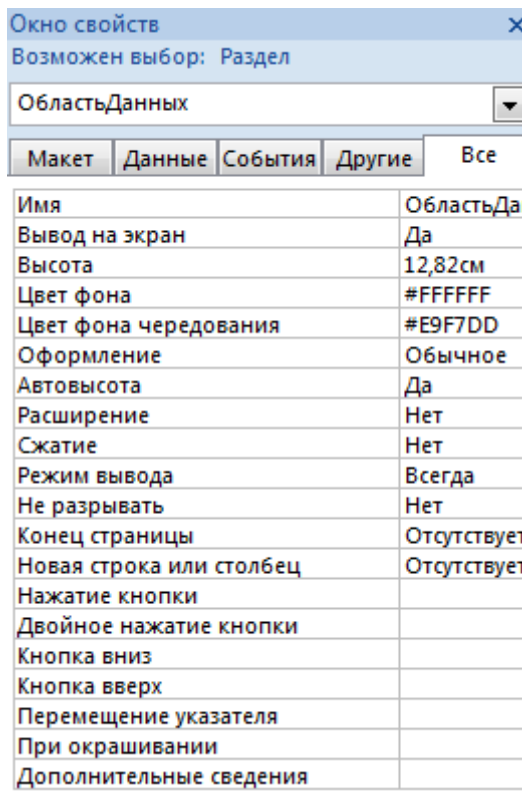 Окно свойств
Возможен выбор: Раздел
ОбластьДанных
Макет Данные События Другие Все
Имя ОбластьДа
Вывод на экран Да
Высота 12,82см
Цвет фона #FFFFFF
Цвет фона чередования #E9F7DD
Оформление Обычное
Автовысота Да
Расширение Нет
Сжатие Нет
Режим вывода Всегда
Не разрывать Нет
Конец страницы Отсутствует
Новая строка или столбец Отсутствует
Нажатие кнопки
Двойное нажатие кнопки
Кнопка вниз
Кнопка вверх
Перемещение указателя
При окрашивании
Дополнительные сведения